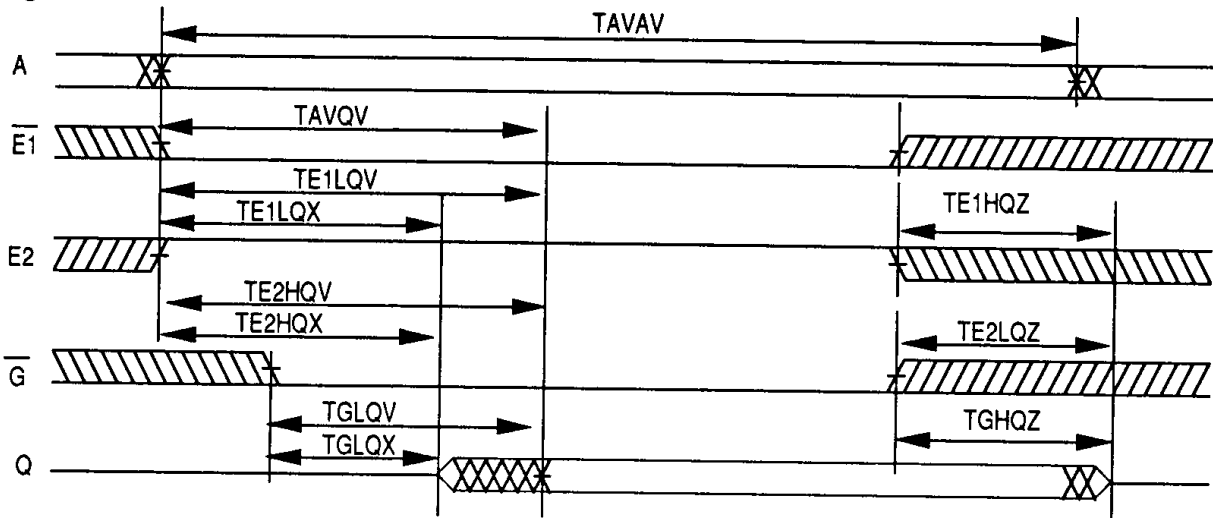 TAVAV
A
TAVQV
E1
TE1LQV
TE1LQX
TE1HQZ
E2
TE2HQV
TE2HQX
TE2LQZ
G
TGLQV
TGHQZ
TGLQX
Q